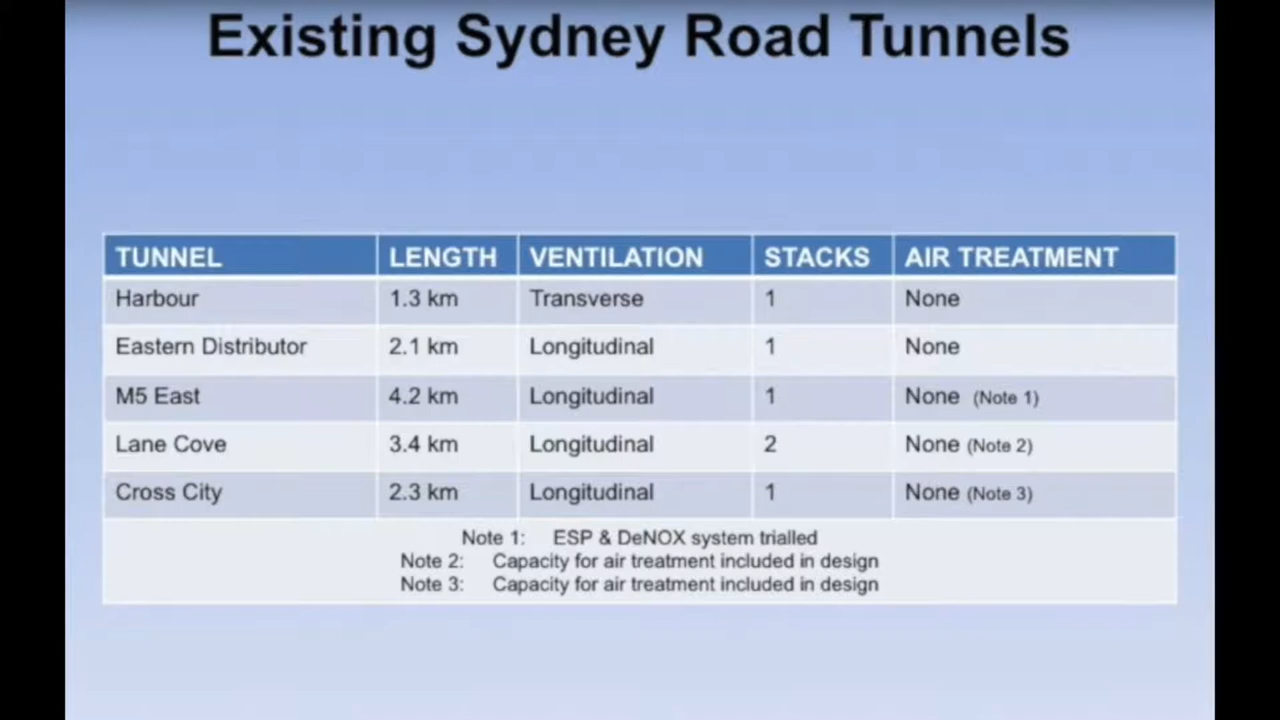 Existing Sydney Road Tunnels
TUNNEL LENGTH VENTILATION STACKS AIR TREATMENT
Harbour 1.3 km Transverse 1 None
Eastern Distributor 2.1 km Longitudinal 1 None
M5 East 4.2 km Longitudinal 1 None (Note 1)
Lane Cove 3.4 km Longitudinal 2 None (Note 2)
Cross City 2.3 km Longitudinal 1 None (Note 3)
Note 1: ESP & DeNOX system trialled
Note 2: Capacity for air treatment included in design
Note 3: Capacity for air treatment included in design